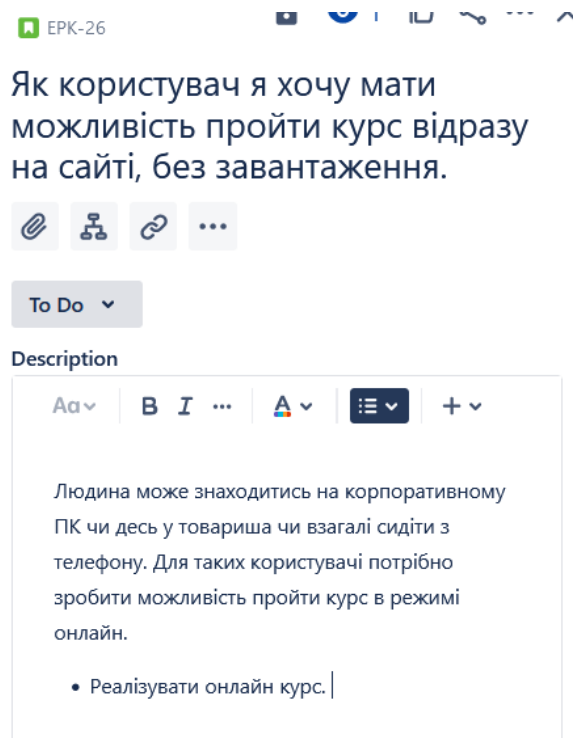 EPK-26
Як користувач я хочу мати
можливість пройти курс відразу
на сайті, без завантаження.
To Do
Description
Aa B I ... A
Людина може знаходитись на корпоративному
ПК чи десь у товариша чи взагалі сидіти з
телефону. Для таких користувачі потрібно
зробити можливість пройти курс в режимі
онлайн.
• Реалізувати онлайн курс.